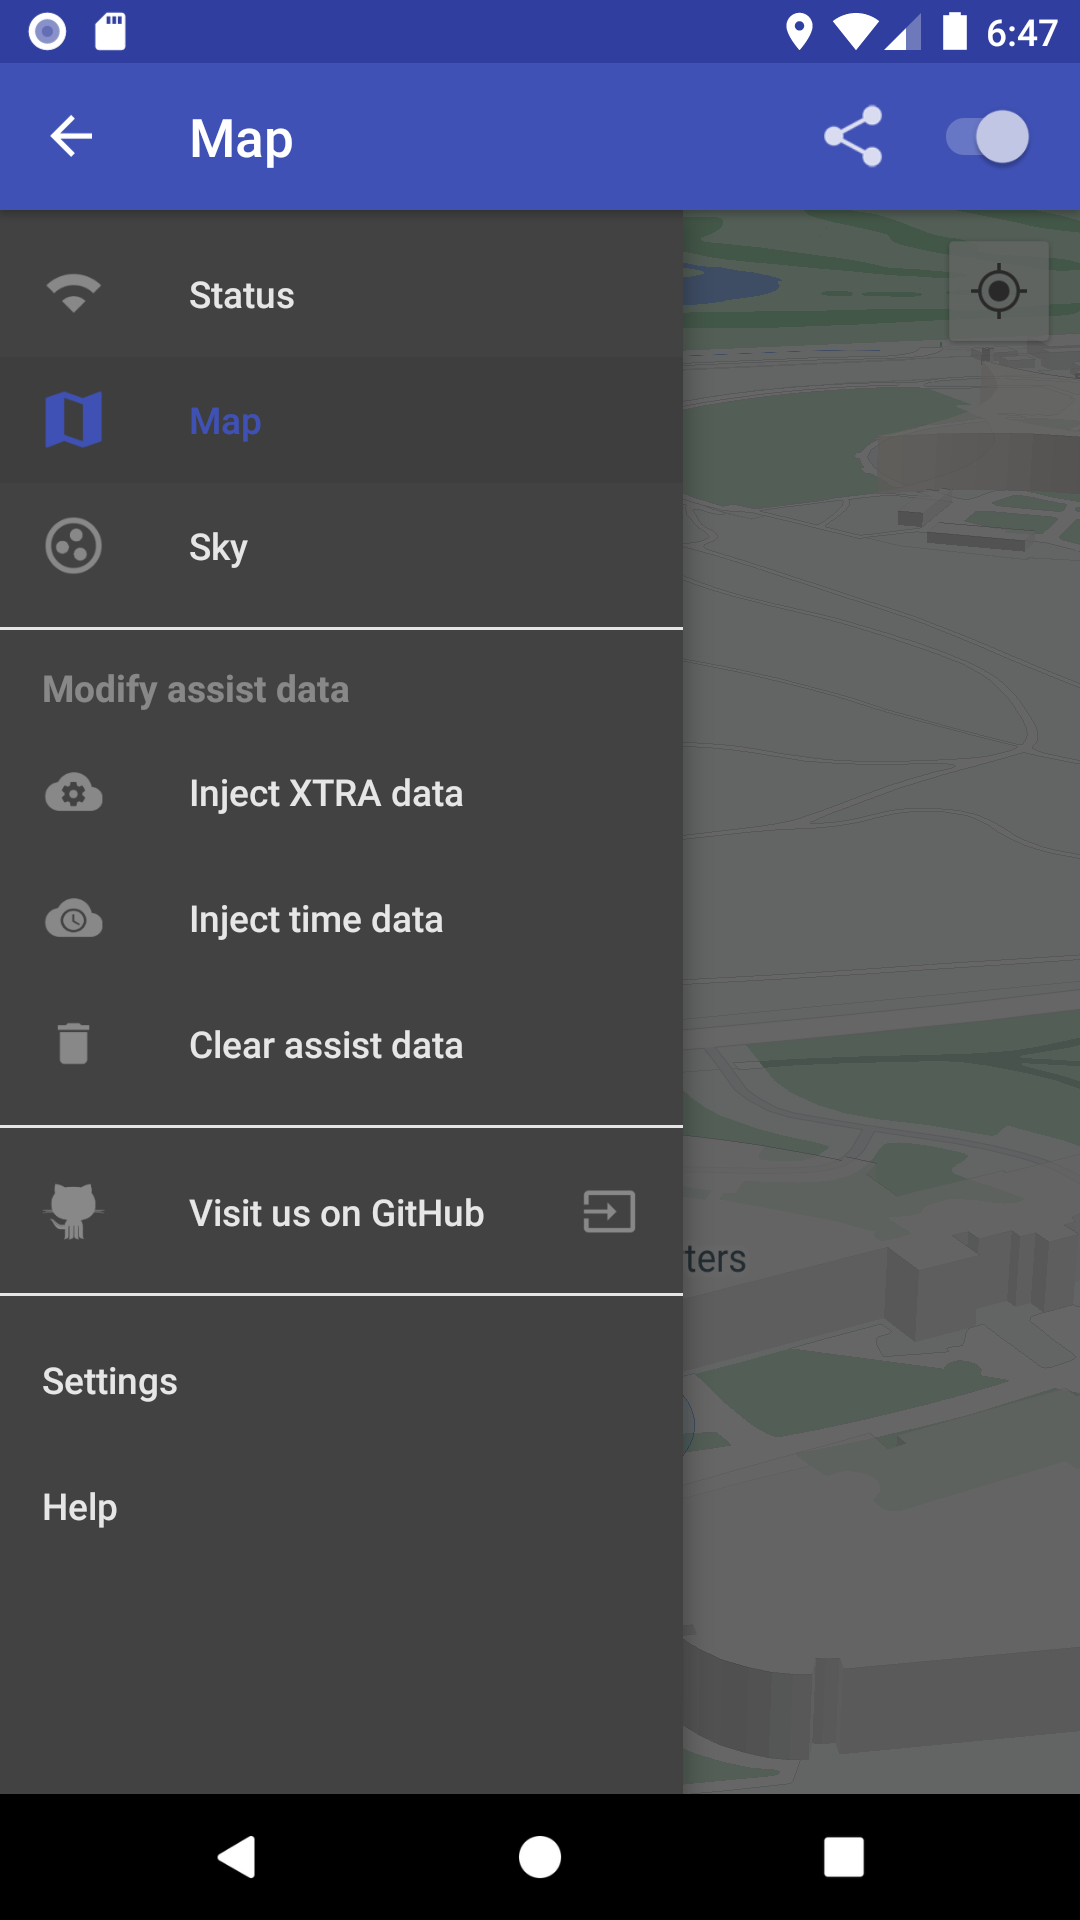 6:47
Map
Status
Map
Sky
Modify assist data
Inject XTRA data
Inject time data
Clear assist data
Visit us on GitHub
ters
Settings
Help